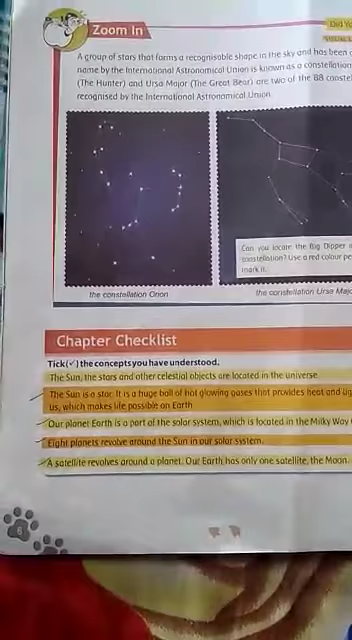 Zoom In
Did Yo
A group of stars that forms a recognisable shape in the sky and has been
name by the International Astronomical Union is known as a constellation
(The Hunter) and Ursa Major (The Great Bear) are two of the 88 conste
recognised by the International Astronomical Union.
Can you locate the Big Dipper
constellation? Use a red colour pe
mark it.
the constellation Orion
the constellation Ursa Majo
Chapter Checklist
Tick(✓) the concepts you have understood.
The Sun, the stars and other celestial objects are located in the universe
The Sun is a star. It is a huge ball of hot glowing gases that provides heat and lig
us, which makes life possible on Earth
Our planet Earth is a part of the solar system, which is located in the Milky Way
Eight planets revolve around the Sun in our solar system.
A satellite revolves around a planet. Our Earth has only one satellite, the Moon.
6